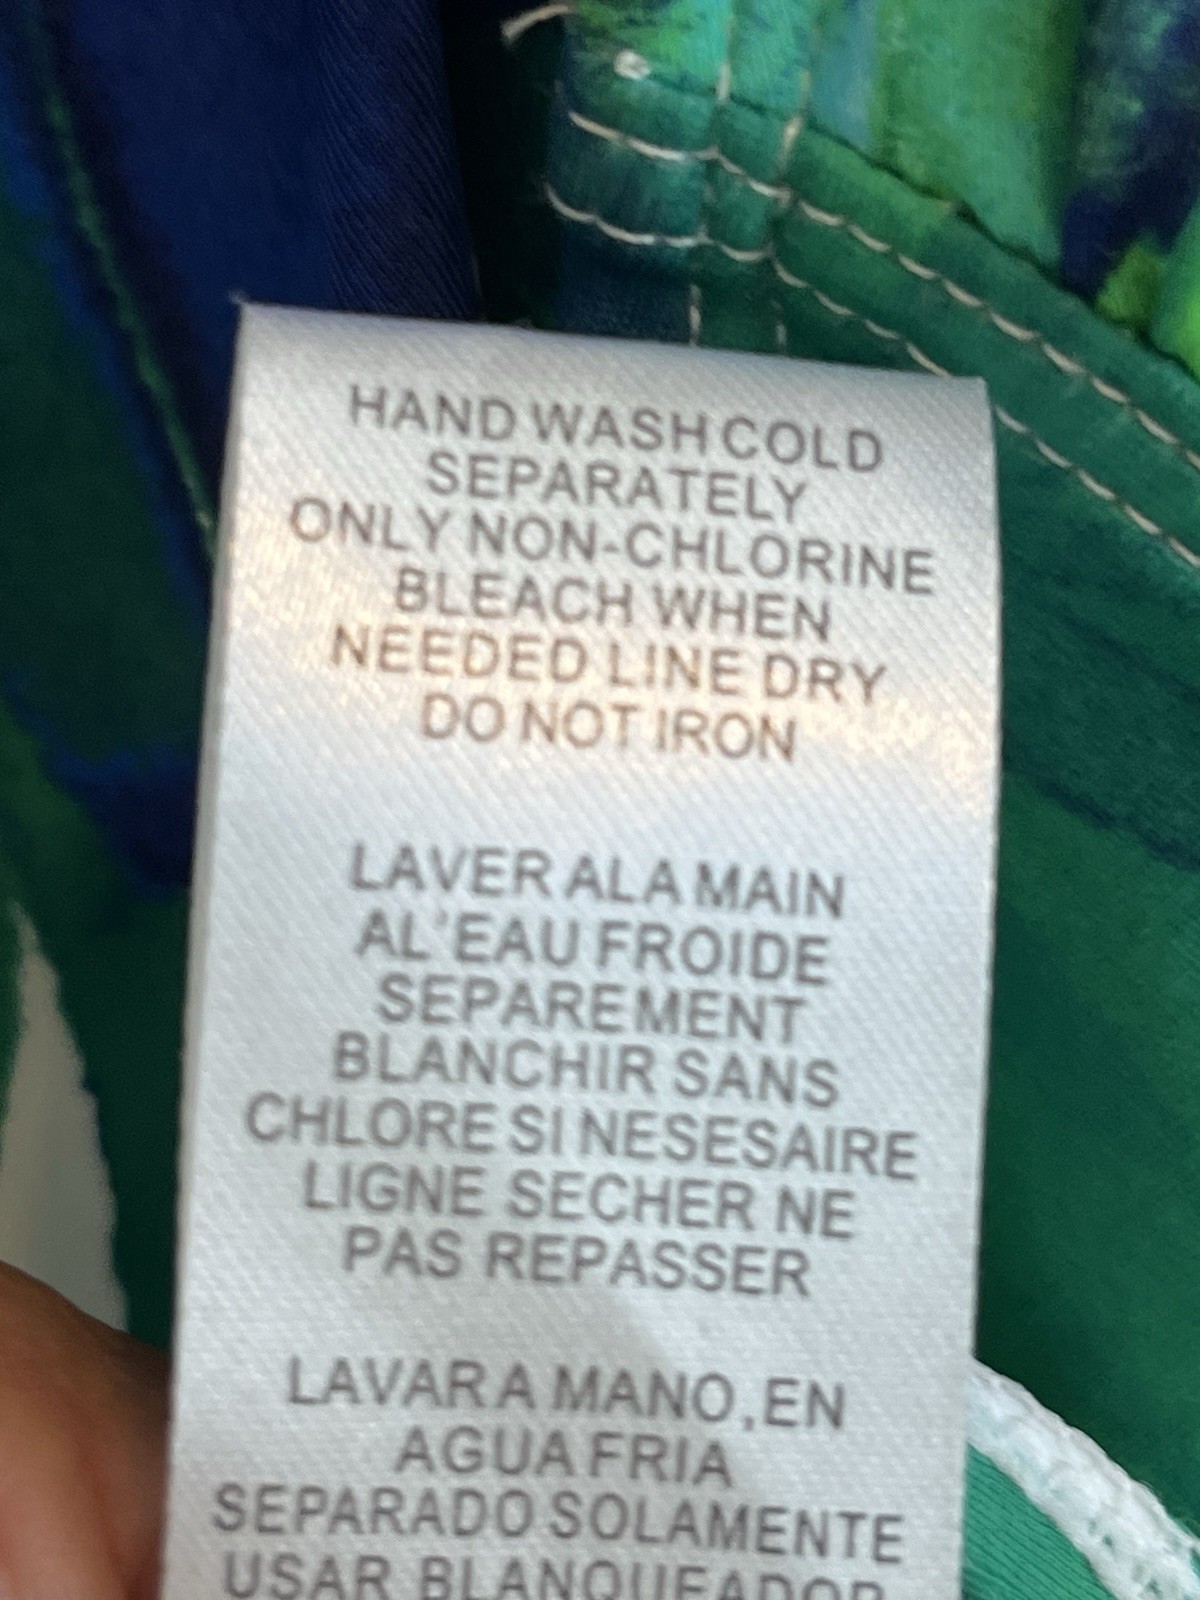 HAND WASH COLD
SEPARATELY
ONLY NON-CHLORINE
BLEACH WHEN
NEEDED LINE DRY
DO NOT IRON
LAVER ALA MAIN
AL'EAU FROIDE
SEPAREMENT
BLANCHIR SANS
CHLORE SI NESESAIRE
LIGNE SECHER NE
PAS REPASSER
LAVAR A MANO,EN
AGUA FRIA
SEPARADO SOLAMENTE
USAR BLANQUEADOR